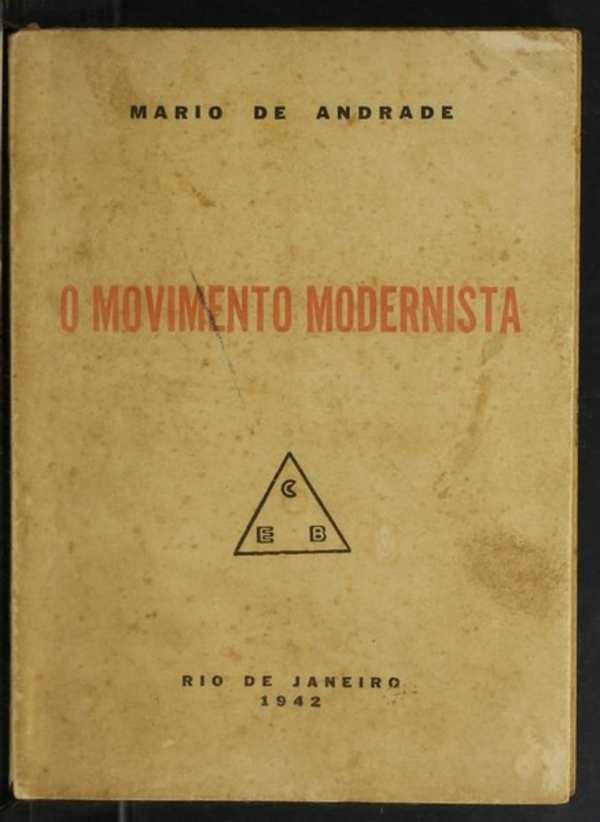 MARIO DE ANDRADE
O MOVIMENTO MODERNISTA
C
E B
RIO DE JANEIRO
1942